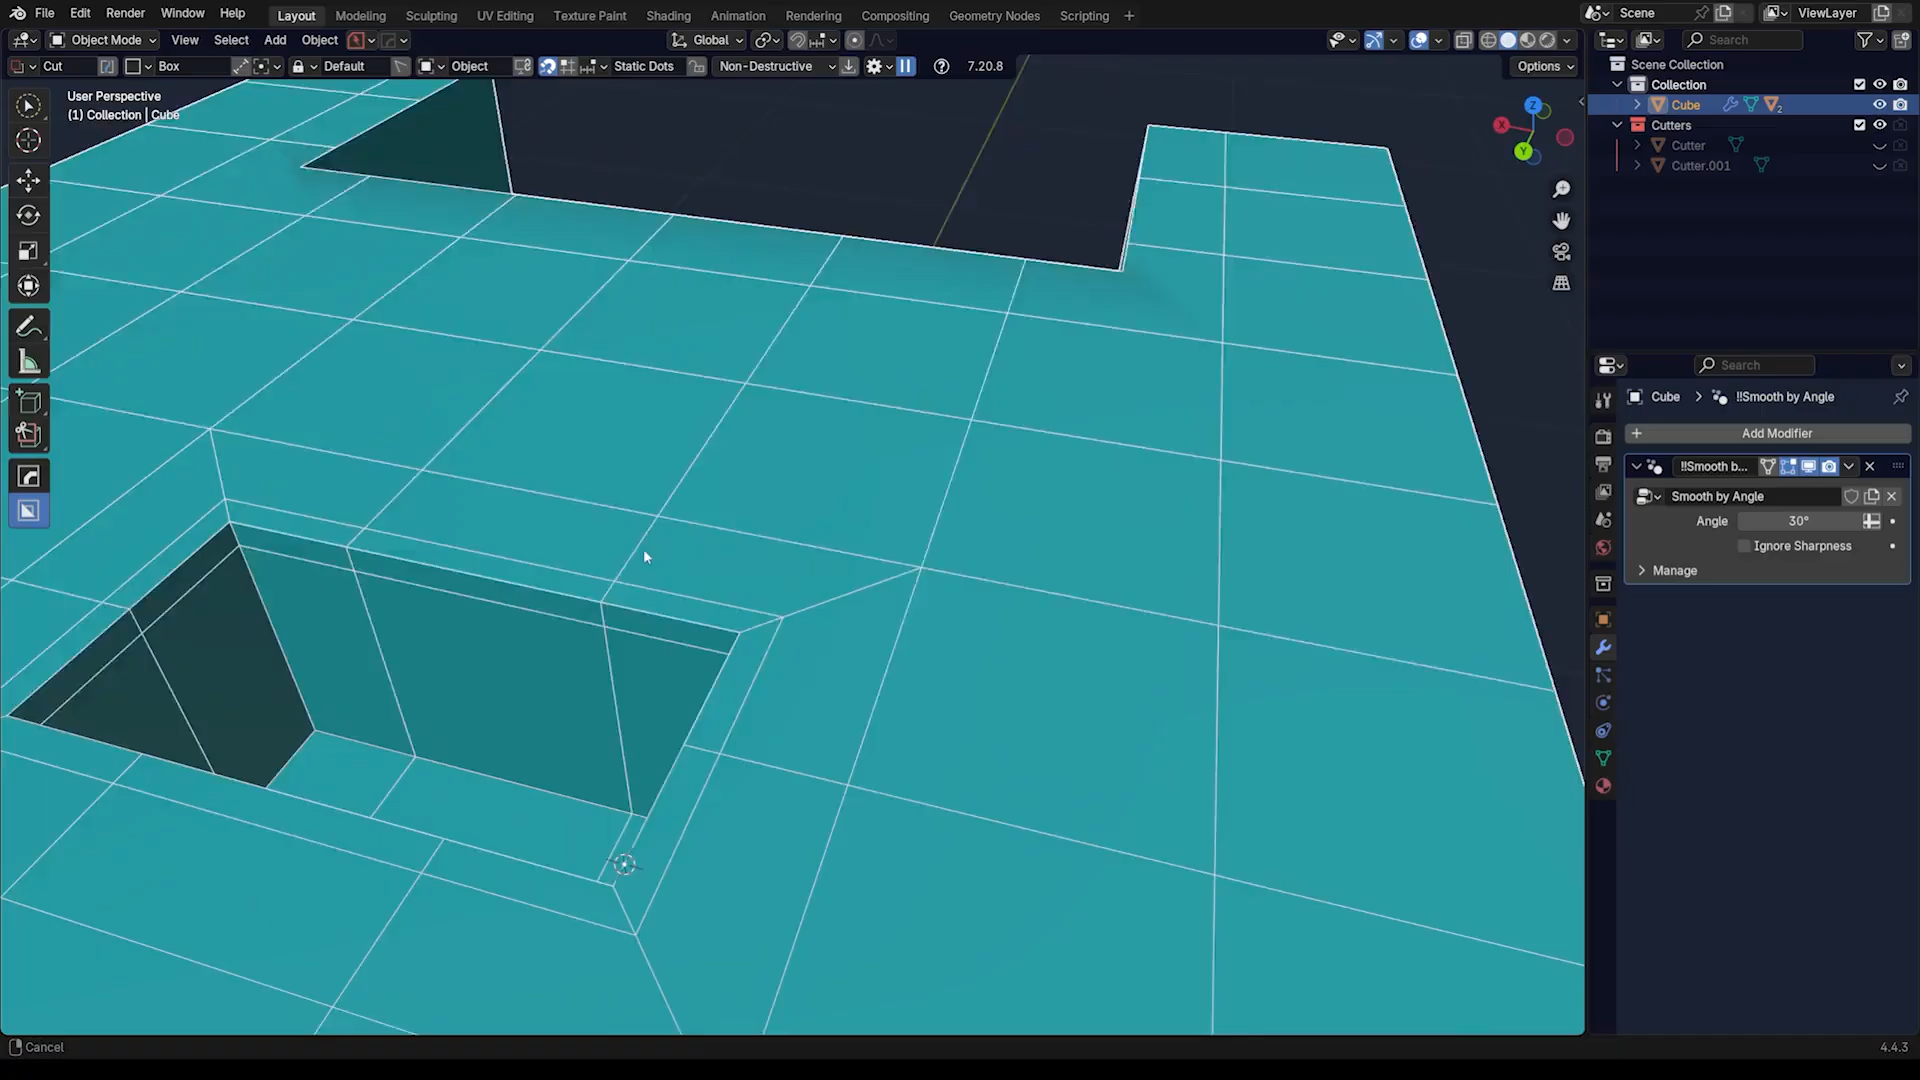 File Edit Render Window Help Layout Modeling Sculpting UV Editing Texture Paint Shading Animation Rendering Compositing Geometry Nodes Scripting + Scene ViewLayer
Object Mode View Select Add Object Global Search
Cut Box Default Object Static Dots Non-Destructive 7.20.8 Options
Scene Collection
User Perspective
(1) Collection | Cube
Collection
Cube 2
Cutters
Cutter
Cutter.001
Z
X
Y
Search
Cube > !!Smooth by Angle
+ Add Modifier
!!Smooth b...
Smooth by Angle
Angle 30°
Ignore Sharpness
Manage
Cancel
4.4.3